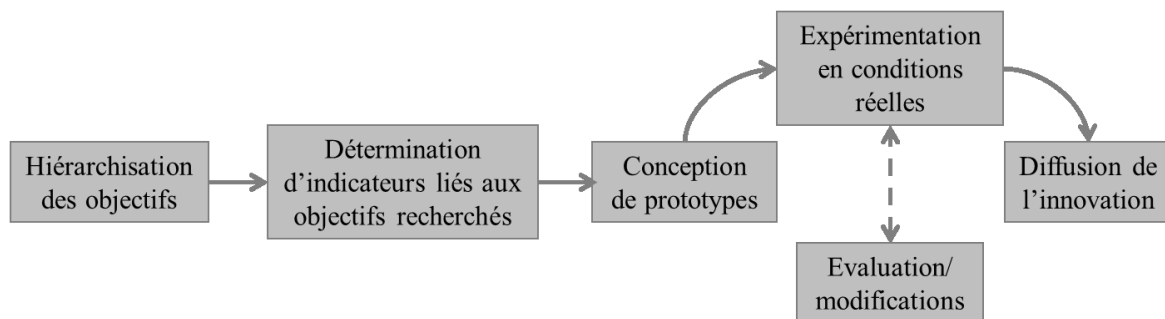 Hiérarchisation
des objectifs
Détermination
d’indicateurs liés aux
objectifs recherchés
Conception
de prototypes
Expérimentation
en conditions
réelles
Evaluation/
modifications
Diffusion de
l’innovation